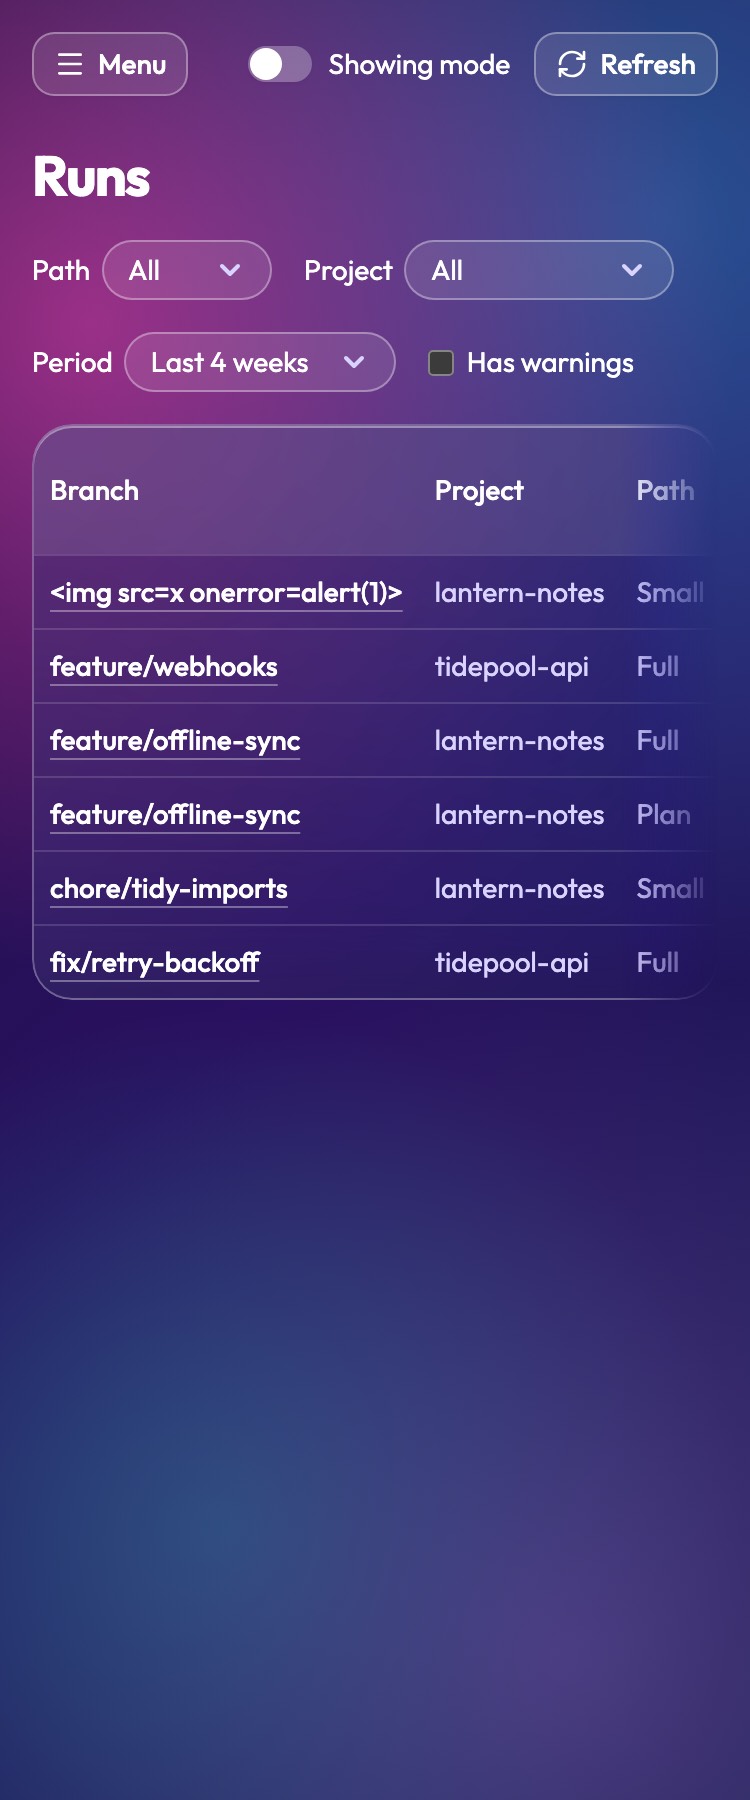 Menu Showing mode Refresh
Runs
Path All Project All
Period Last 4 weeks Has warnings
Branch Project Path
<img src=x onerror=alert(1)> lantern-notes Small
feature/webhooks tidepool-api Full
feature/offline-sync lantern-notes Full
feature/offline-sync lantern-notes Plan
chore/tidy-imports lantern-notes Small
fix/retry-backoff tidepool-api Full